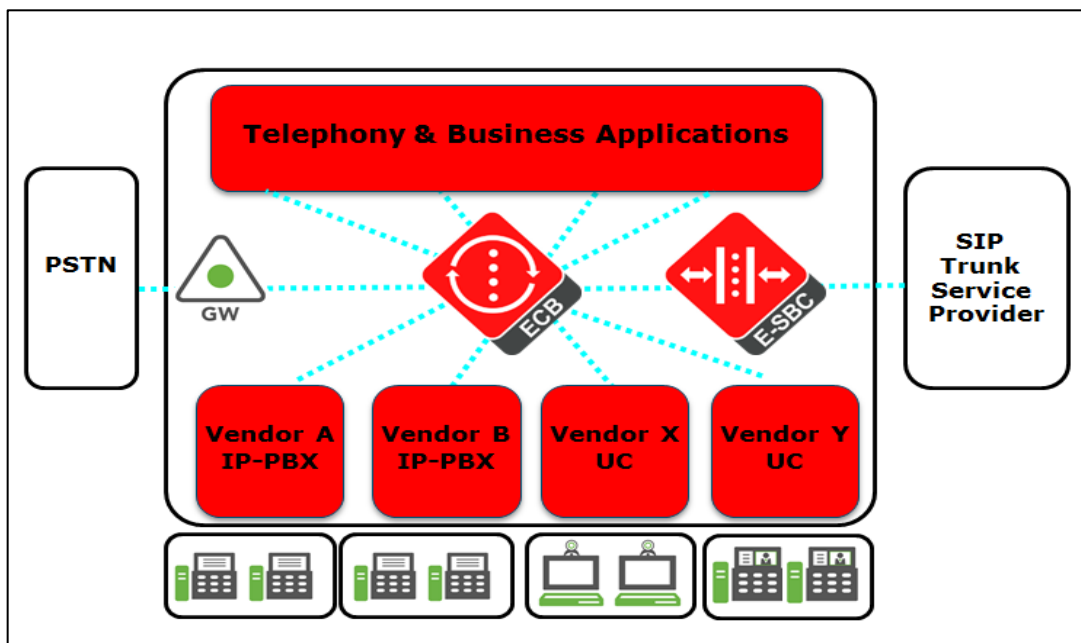 Telephony & Business Applications
PSTN
GW
ECB
E-SBC
SIP
Trunk
Service
Provider
Vendor A
IP-PBX
Vendor B
IP-PBX
Vendor X
UC
Vendor Y
UC